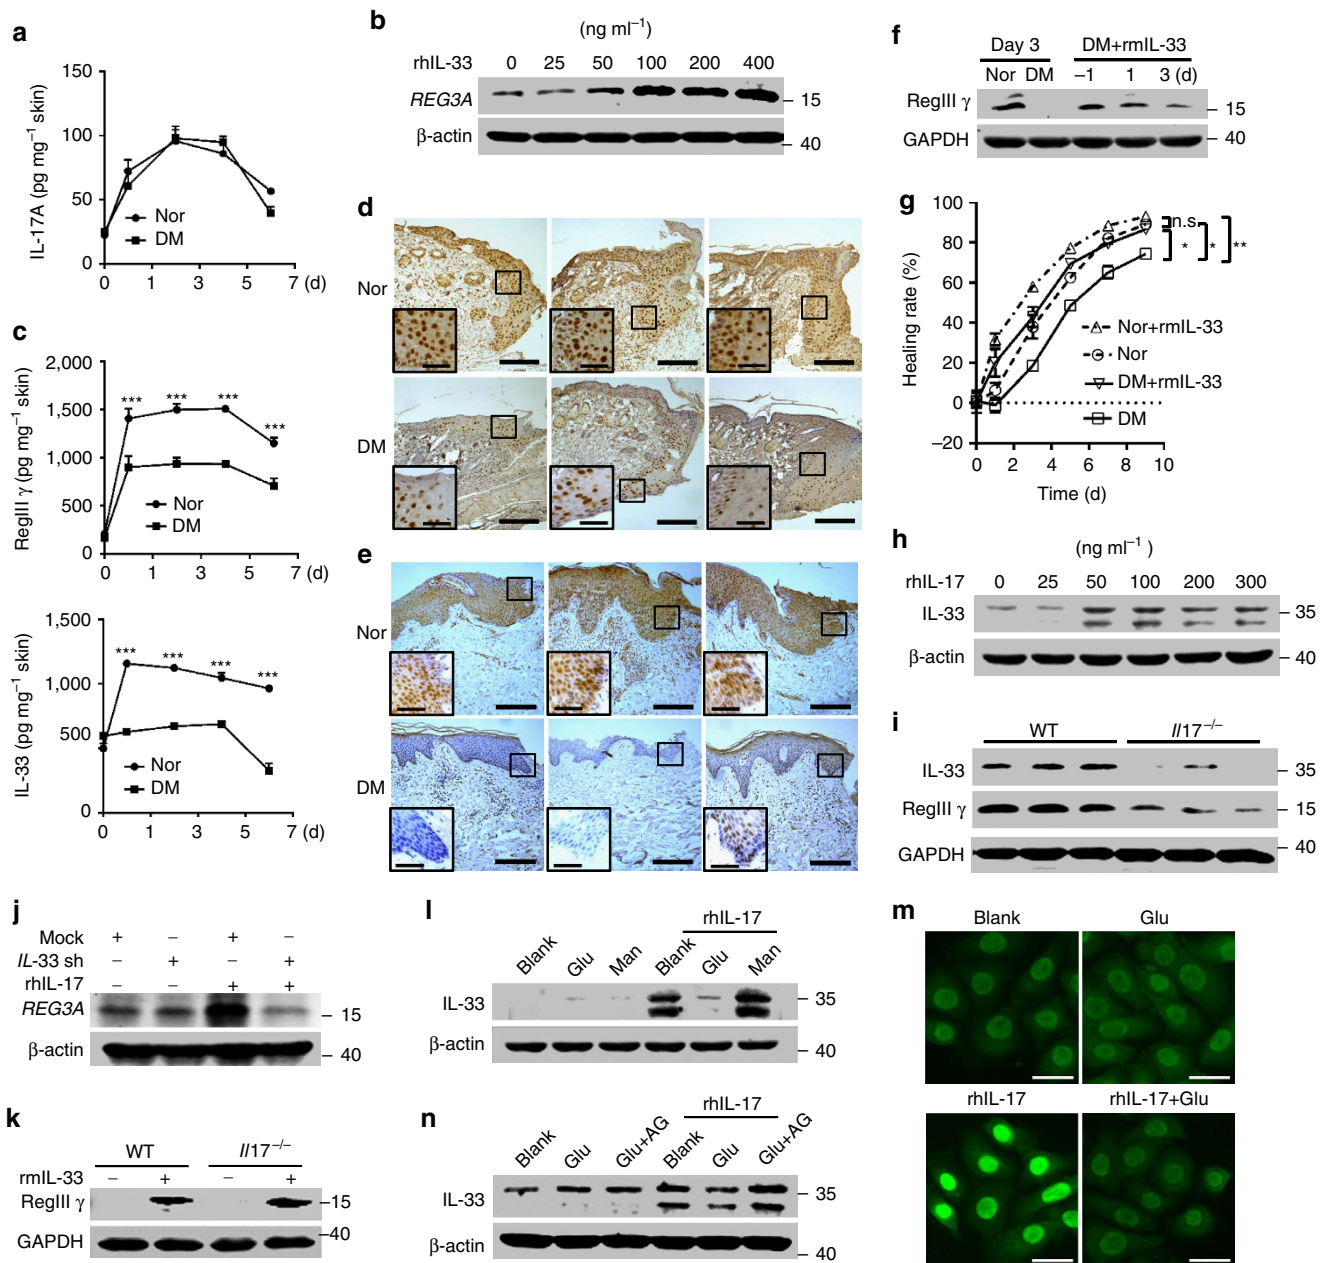 a
IL-17A (pg mg⁻¹ skin)
150
100
50
0
Nor
DM
0 1 3 5 7 (d)
b
(ng ml⁻¹)
rhIL-33 0 25 50 100 200 400
REG3A 15
β-actin 40
c
RegIII γ (pg mg⁻¹ skin)
2,000
1,500
1,000
500
0
*** *** *** ***
Nor
DM
0 1 3 5 7 (d)
IL-33 (pg mg⁻¹ skin)
1,500
1,000
500
0
*** *** *** ***
Nor
DM
0 1 3 5 7 (d)
d
Nor
DM
e
Nor
DM
f
Day 3 DM+rmIL-33
Nor DM −1 1 3 (d)
RegIII γ 15
GAPDH 40
g
Healing rate (%)
100
80
60
40
20
0
−20
n.s
* * **
Nor+rmIL-33
Nor
DM+rmIL-33
DM
0 2 4 6 8 10
Time (d)
h
(ng ml⁻¹ )
rhIL-17 0 25 50 100 200 300
IL-33 35
β-actin 40
i
WT Il17⁻/⁻
IL-33 35
RegIII γ 15
GAPDH 40
j
Mock + − + −
IL-33 sh − + − +
rhIL-17 − − + +
REG3A 15
β-actin 40
k
WT Il17⁻/⁻
rmIL-33 − + − +
RegIII γ 15
GAPDH 40
l
rhIL-17
Blank Glu Man Blank Glu Man
IL-33 35
β-actin 40
m
Blank Glu
rhIL-17 rhIL-17+Glu
n
rhIL-17
Blank Glu Glu+AG Blank Glu Glu+AG
IL-33 35
β-actin 40